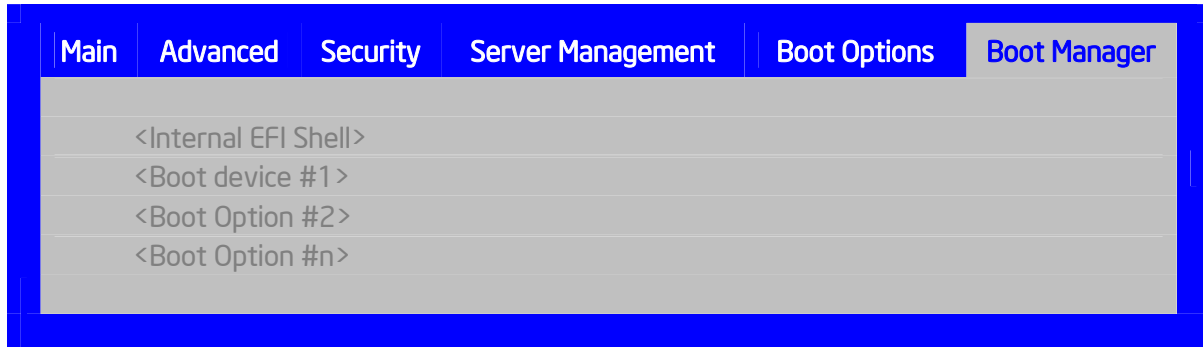 Main Advanced Security Server Management Boot Options Boot Manager
<Internal EFI Shell>
<Boot device #1>
<Boot Option #2>
<Boot Option #n>